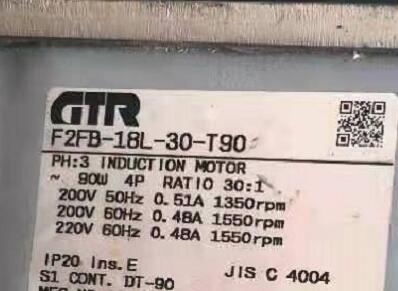 GTR
F2FB-18L-30-T90
PH:3 INDUCTION MOTOR
~ 90W 4P RATIO 30:1
200V 50Hz 0.51A 1350rpm
200V 60Hz 0.48A 1550rpm
220V 60Hz 0.48A 1550rpm
IP20 Ins.E
JIS C 4004
S1 CONT. DT-90